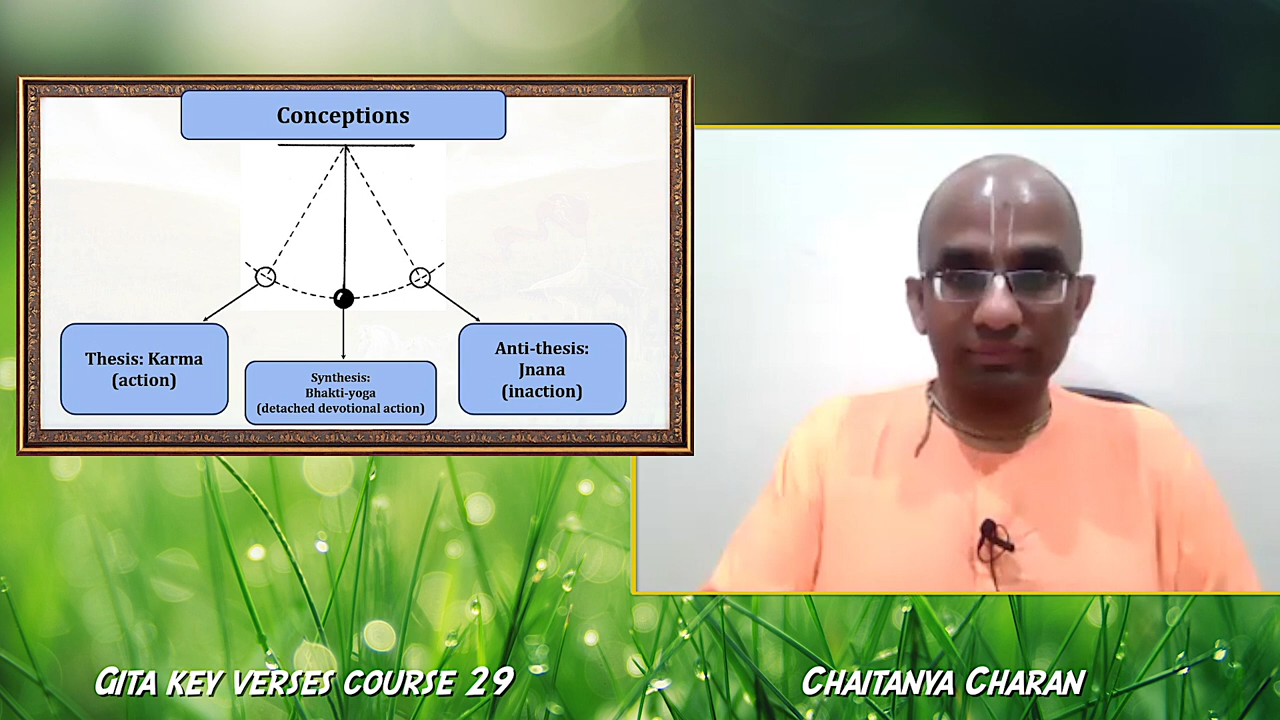 Conceptions
Thesis: Karma
(action)
Synthesis:
Bhakti-yoga
(detached devotional action)
Anti-thesis:
Jnana
(inaction)
GITA KEY VERSES COURSE 29
CHAITANYA CHARAN